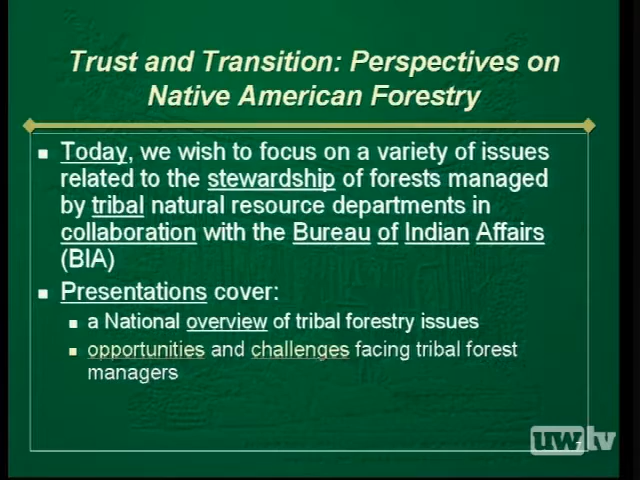 Trust and Transition: Perspectives on
Native American Forestry
Today, we wish to focus on a variety of issues
related to the stewardship of forests managed
by tribal natural resource departments in
collaboration with the Bureau of Indian Affairs
(BIA)
Presentations cover:
a National overview of tribal forestry issues
opportunities and challenges facing tribal forest
managers
uwtv